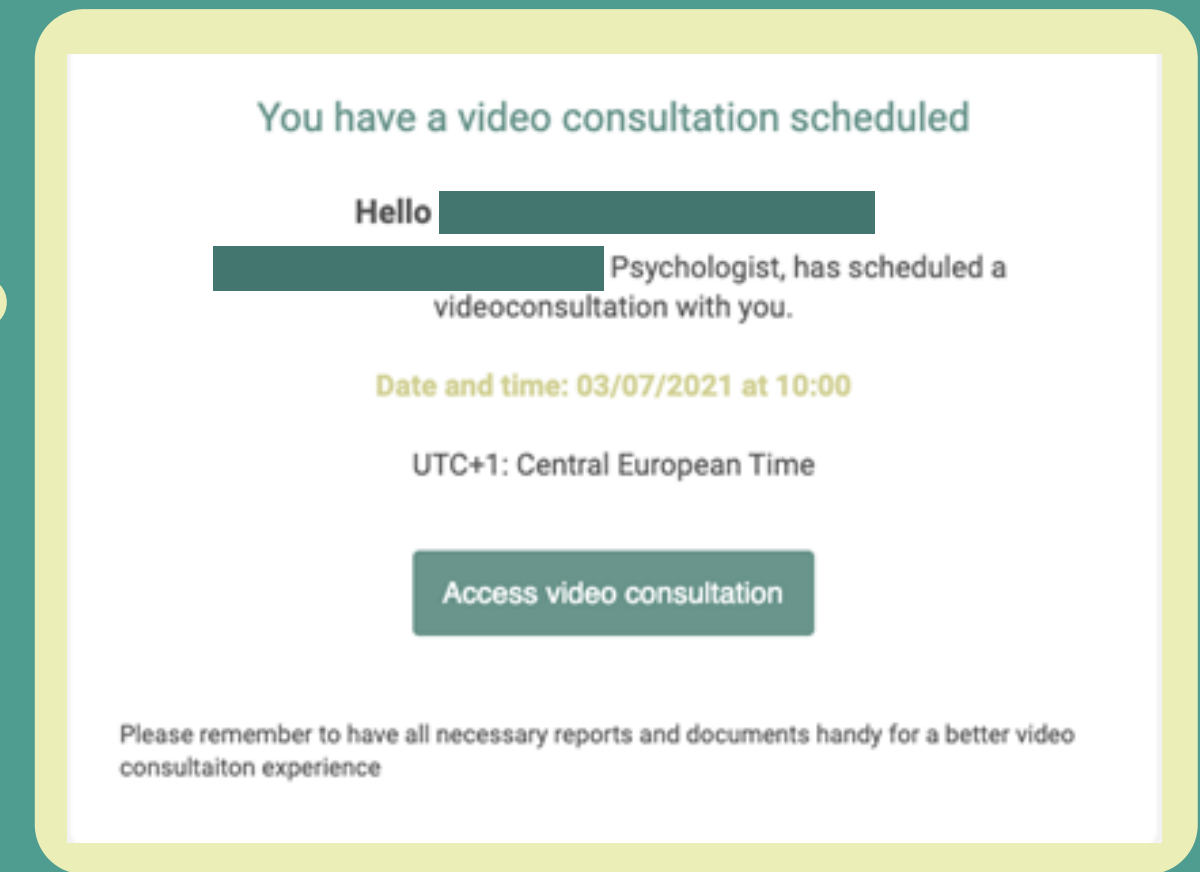 You have a video consultation scheduled
Hello
Psychologist, has scheduled a
videoconsultation with you.
Date and time: 03/07/2021 at 10:00
UTC+1: Central European Time
Access video consultation
Please remember to have all necessary reports and documents handy for a better video
consultaiton experience